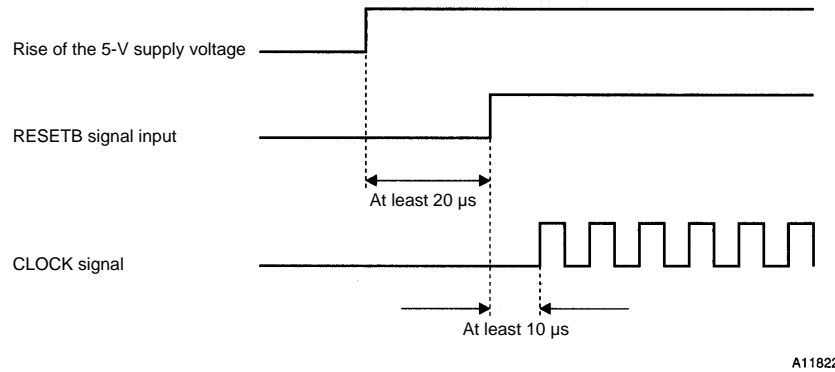 Rise of the 5-V supply voltage
RESETB signal input
At least 20 µs
CLOCK signal
At least 10 µs
A11822